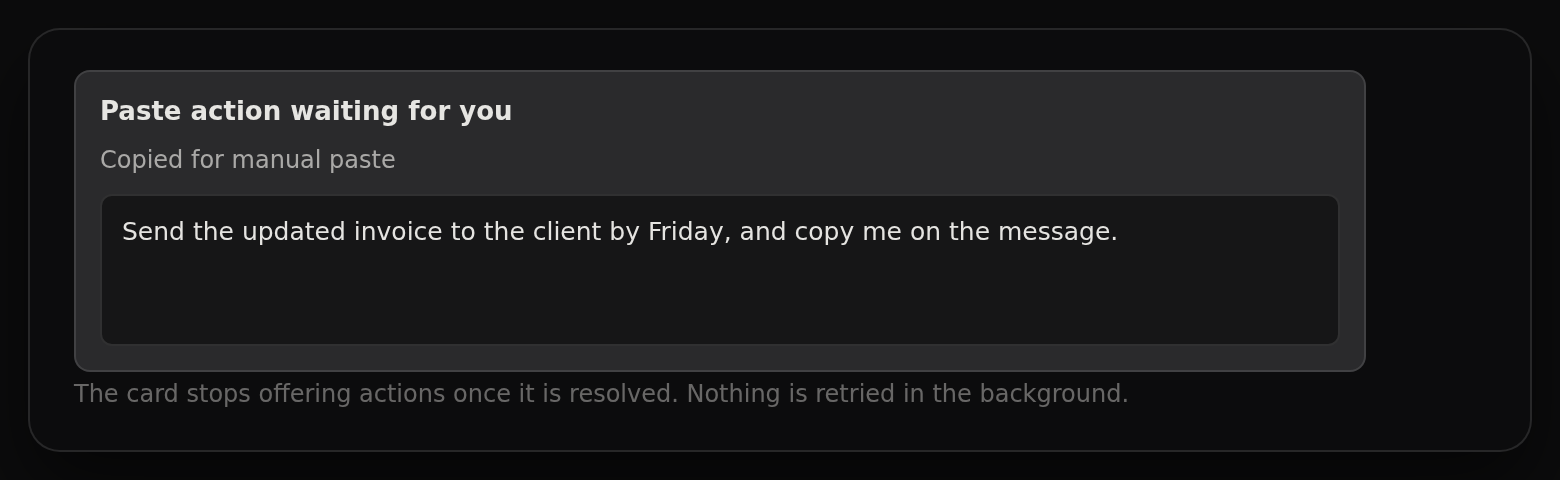 Paste action waiting for you
Copied for manual paste
Send the updated invoice to the client by Friday, and copy me on the message.
The card stops offering actions once it is resolved. Nothing is retried in the background.